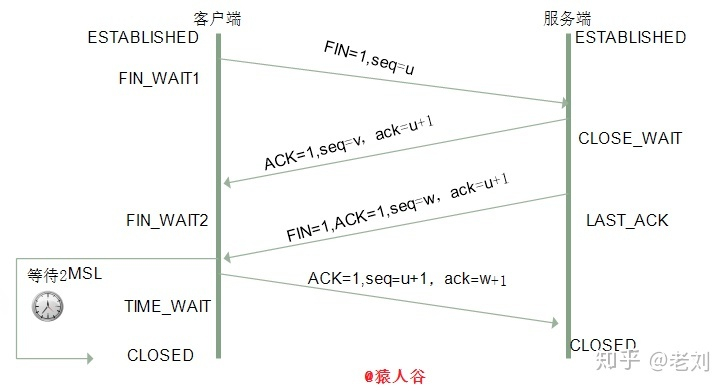 客户端
服务端
ESTABLISHED
ESTABLISHED
FIN=1,seq=u
FIN_WAIT1
ACK=1,seq=v，ack=u+1
CLOSE_WAIT
FIN=1,ACK=1,seq=w，ack=u+1
FIN_WAIT2
LAST_ACK
等待2MSL
ACK=1,seq=u+1，ack=w+1
TIME_WAIT
CLOSED
CLOSED
知乎 @老刘
@猿人谷